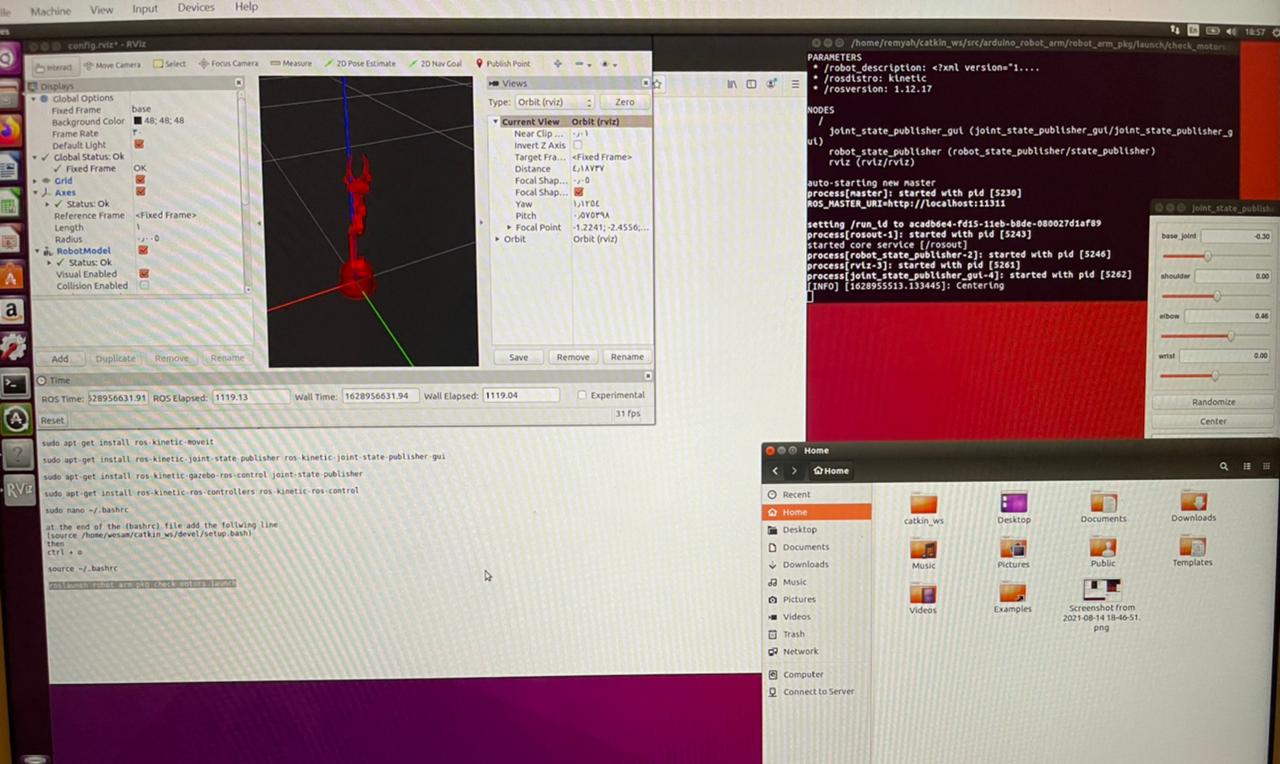 Machine View Input Devices Help
En 18:57
config.rviz* - RViz
Interact Move Camera Select Focus Camera Measure 2D Pose Estimate 2D Nav Goal Publish Point
Displays
Global Options
Fixed Frame base
Background Color 48; 48; 48
Frame Rate ٣٠
Default Light
Global Status: Ok
Fixed Frame OK
Grid
Axes
Status: Ok
Reference Frame <Fixed Frame>
Length ١
Radius
RobotModel
Status: Ok
Visual Enabled
Collision Enabled
Add Duplicate Remove Rename
Views
Type: Orbit (rviz) Zero
Current View Orbit (rviz)
Near Clip ...
Invert Z Axis
Target Fra... <Fixed Frame>
Distance
Focal Shap...
Focal Shap...
Yaw
Pitch
Focal Point -1.2241; -2.4556;...
Orbit Orbit (rviz)
Save Remove Rename
Time
ROS Time: 528956631.91 ROS Elapsed: 1119.13 Wall Time: 1628956631.94 Wall Elapsed: 1119.04 Experimental
Reset 31 fps
sudo apt-get install ros-kinetic-moveit
sudo apt-get install ros-kinetic-joint-state-publisher ros-kinetic-joint-state-publisher-gui
sudo apt-get install ros-kinetic-gazebo-ros-control joint-state-publisher
sudo apt-get install ros-kinetic-ros-controllers ros-kinetic-ros-control
sudo nano ~/.bashrc
at the end of the (bashrc) file add the follwing line
(source /home/wesam/catkin_ws/devel/setup.bash)
then
ctrl + o
source ~/.bashrc
roslaunch robot_arm_pkg check_motors.launch
/home/remyah/catkin_ws/src/arduino_robot_arm/robot_arm_pkg/launch/check_motors
PARAMETERS
* /robot_description: <?xml version="1....
* /rosdistro: kinetic
* /rosversion: 1.12.17
NODES
/
joint_state_publisher_gui (joint_state_publisher_gui/joint_state_publisher_g
ui)
robot_state_publisher (robot_state_publisher/state_publisher)
rviz (rviz/rviz)
auto-starting new master
process[master]: started with pid [5230]
ROS_MASTER_URI=http://localhost:11311
setting /run_id to acadb6e4-fd15-11eb-b8de-080027d1af89
process[rosout-1]: started with pid [5243]
started core service [/rosout]
process[robot_state_publisher-2]: started with pid [5246]
process[rviz-3]: started with pid [5261]
process[joint_state_publisher_gui-4]: started with pid [5262]
[INFO] [1628955513.133445]: Centering
joint_state_publish
base_joint -0.30
shoulder 0.00
elbow 0.46
wrist 0.00
Randomize
Center
Home
Home
Recent
Home
Desktop
Documents
Downloads
Music
Pictures
Videos
Trash
Network
Computer
Connect to Server
catkin_ws Desktop Documents Downloads
Music Pictures Public Templates
Videos Examples Screenshot from
2021-08-14 18-46-51.
png
RViz